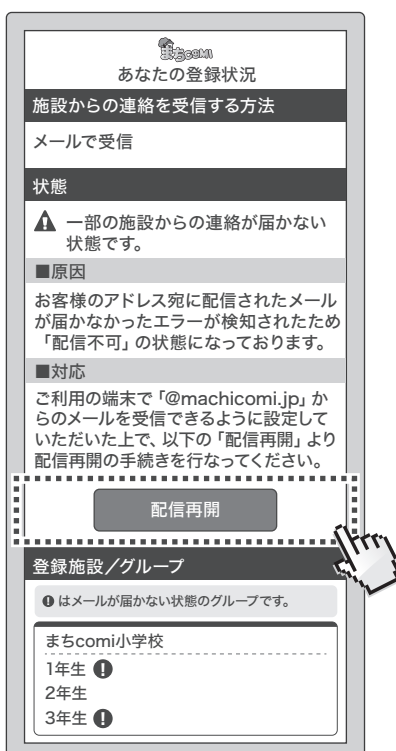 まちcomi
あなたの登録状況
施設からの連絡を受信する方法
メールで受信
状態
一部の施設からの連絡が届かない
状態です。
■原因
お客様のアドレス宛に配信されたメール
が届かなかったエラーが検知されたため
「配信不可」の状態になっております。
■対応
ご利用の端末で「@machicomi.jp」か
らのメールを受信できるように設定して
いただいた上で、以下の「配信再開」より
配信再開の手続きを行なってください。
配信再開
登録施設／グループ
! はメールが届かない状態のグループです。
まちcomi小学校
1年生 !
2年生
3年生 !